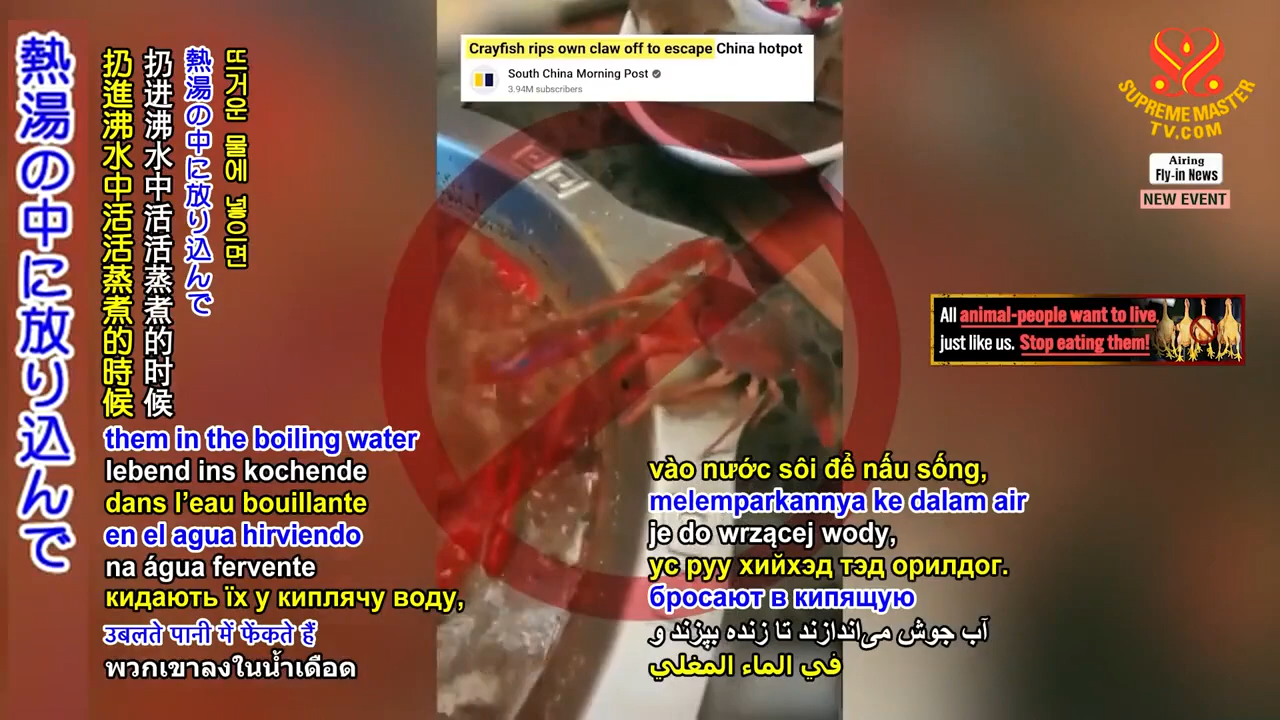 熱湯の中に放り込んで
扔進沸水中活活蒸煮的時候
扔进沸水中活活蒸煮的时候
熱湯の中に放り込んで
뜨거운 물에 넣으면
them in the boiling water
lebend ins kochende
dans l’eau bouillante
en el agua hirviendo
na água fervente
кидають їх у киплячу воду,
उबलते पानी में फेंकते हैं
พวกเขาลงในน้ำเดือด
Crayfish rips own claw off to escape China hotpot
South China Morning Post
3.94M subscribers
vào nước sôi để nấu sống,
melemparkannya ke dalam air
je do wrzącej wody,
ус руу хийхэд тэд орилдог.
бросают в кипящую
آب جوش می‌اندازند تا زنده بپزند و
في الماء المغلي
SUPREME MASTER
TV.COM
Airing
Fly-in News
NEW EVENT
All animal-people want to live,
just like us. Stop eating them!